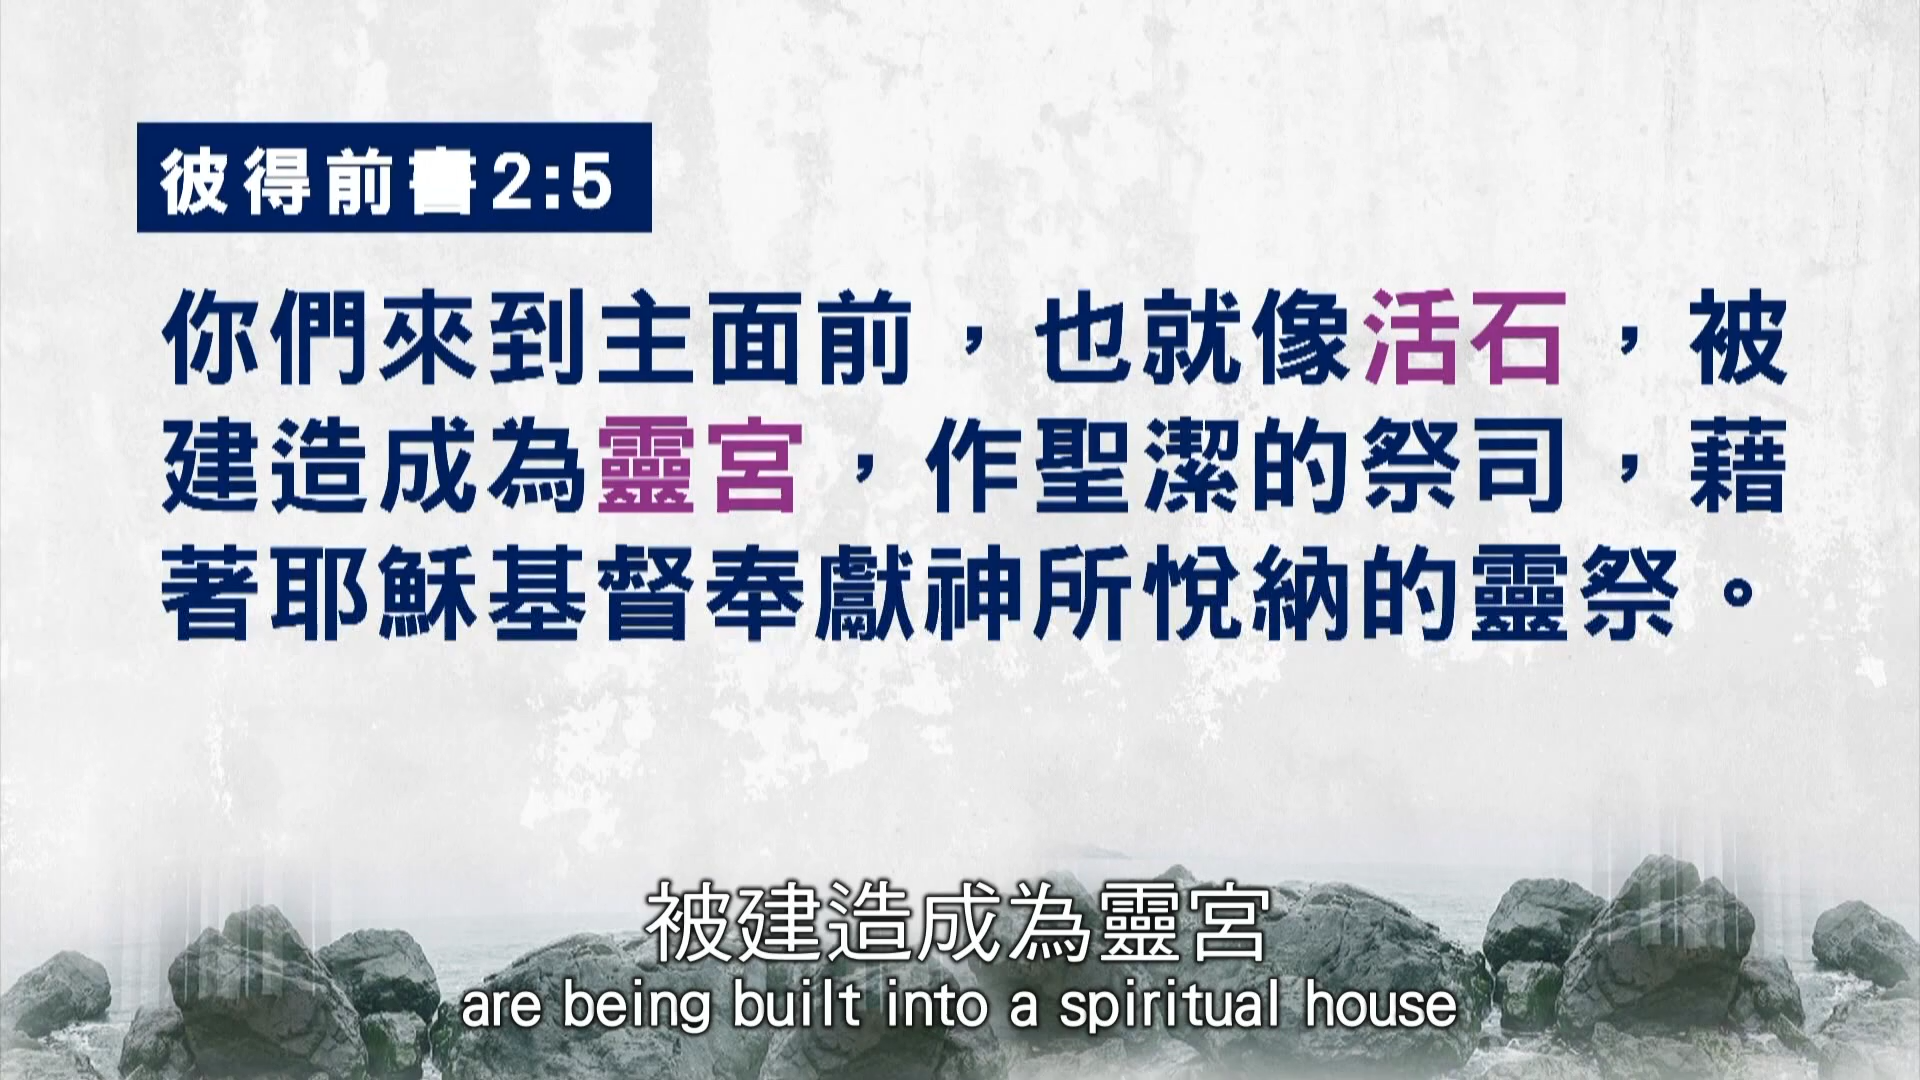 彼得前書2:5
你們來到主面前，也就像活石，被
建造成為靈宮，作聖潔的祭司，藉
著耶穌基督奉獻神所悅納的靈祭。
被建造成為靈宮
are being built into a spiritual house